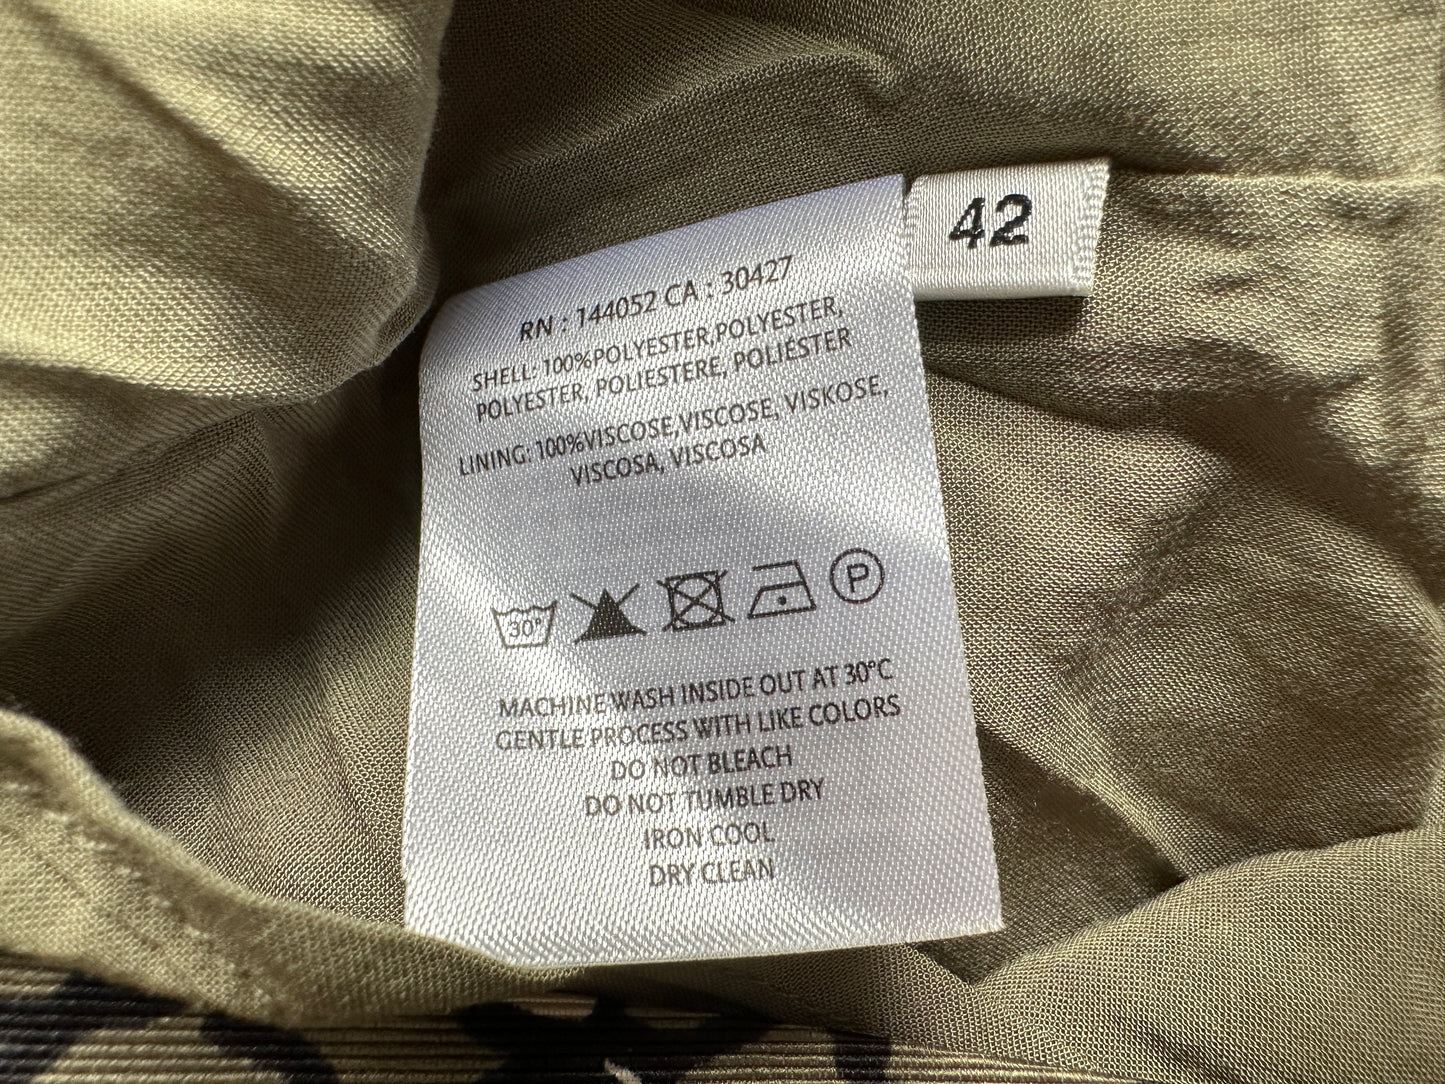 42
RN : 144052 CA : 30427
SHELL: 100%POLYESTER,POLYESTER,
POLYESTER, POLIESTERE, POLIÉSTER
LINING: 100%VISCOSE,VISCOSE, VISKOSE,
VISCOSA, VISCOSA
30°
P
MACHINE WASH INSIDE OUT AT 30°C
GENTLE PROCESS WITH LIKE COLORS
DO NOT BLEACH
DO NOT TUMBLE DRY
IRON COOL
DRY CLEAN